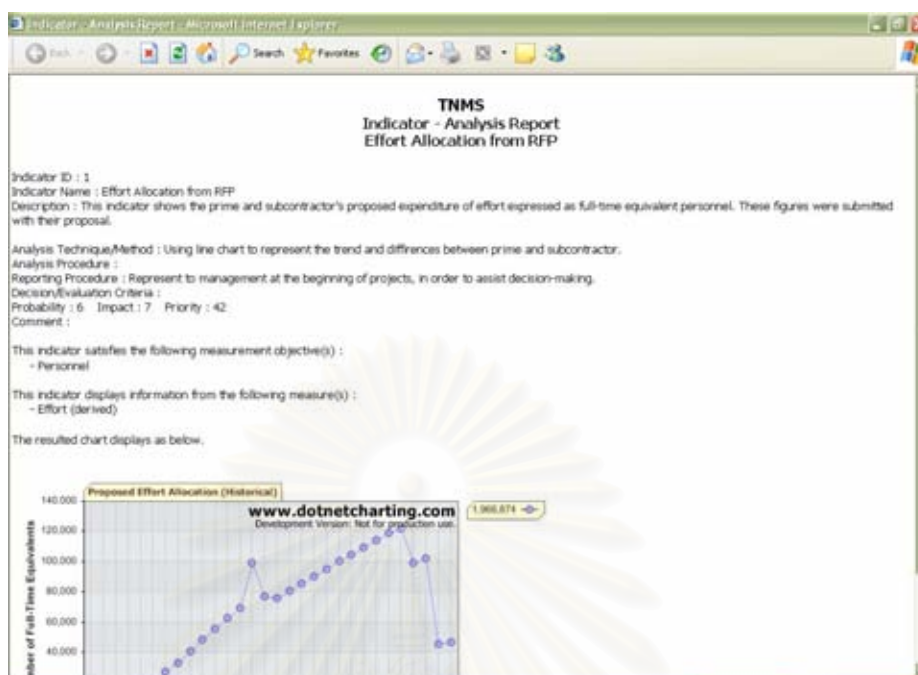 Indicator - Analysis Report - Microsoft Internet Explorer
Back
Search
Favorites
TNMS
Indicator - Analysis Report
Effort Allocation from RFP
Indicator ID : 1
Indicator Name : Effort Allocation from RFP
Description : This indicator shows the prime and subcontractor's proposed expenditure of effort expressed as full-time equivalent personnel. These figures were submitted
with their proposal.
Analysis Technique/Method : Using line chart to represent the trend and diffirences between prime and subcontractor.
Analysis Procedure :
Reporting Procedure : Represent to management at the beginning of projects, in order to assist decision-making.
Decision/Evaluation Criteria :
Probability : 6 Impact : 7 Priority : 42
Comment :
This indicator satisfies the following measurement objective(s) :
- Personnel
This indicator displays information from the following measure(s) :
- Effort (derived)
The resulted chart displays as below.
Proposed Effort Allocation (Historical)
140,000
www.dotnetcharting.com
Development Version: Not for production use.
1,966,874
120,000
100,000
80,000
60,000
40,000
mber of Full-Time Equivalents